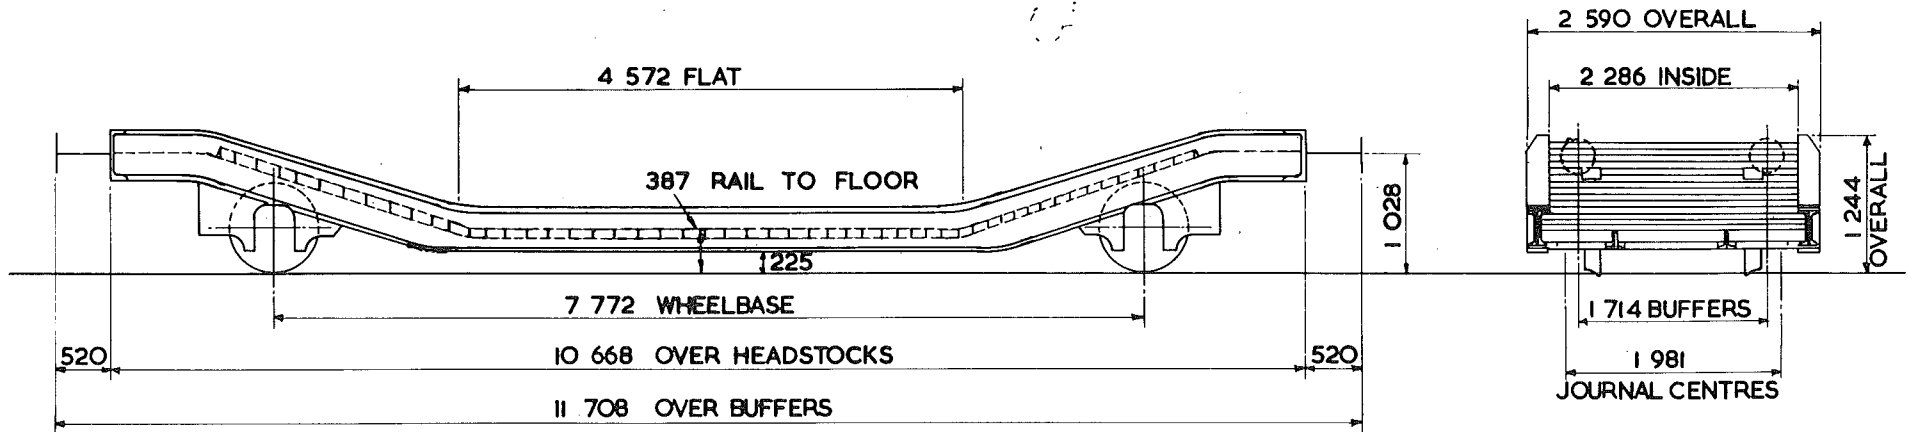 2 590 OVERALL
4 572 FLAT
2 286 INSIDE
387 RAIL TO FLOOR
1 028
1 244
OVERALL
225
7 772 WHEELBASE
1 714 BUFFERS
520
10 668 OVER HEADSTOCKS
520
1 981
JOURNAL CENTRES
11 708 OVER BUFFERS